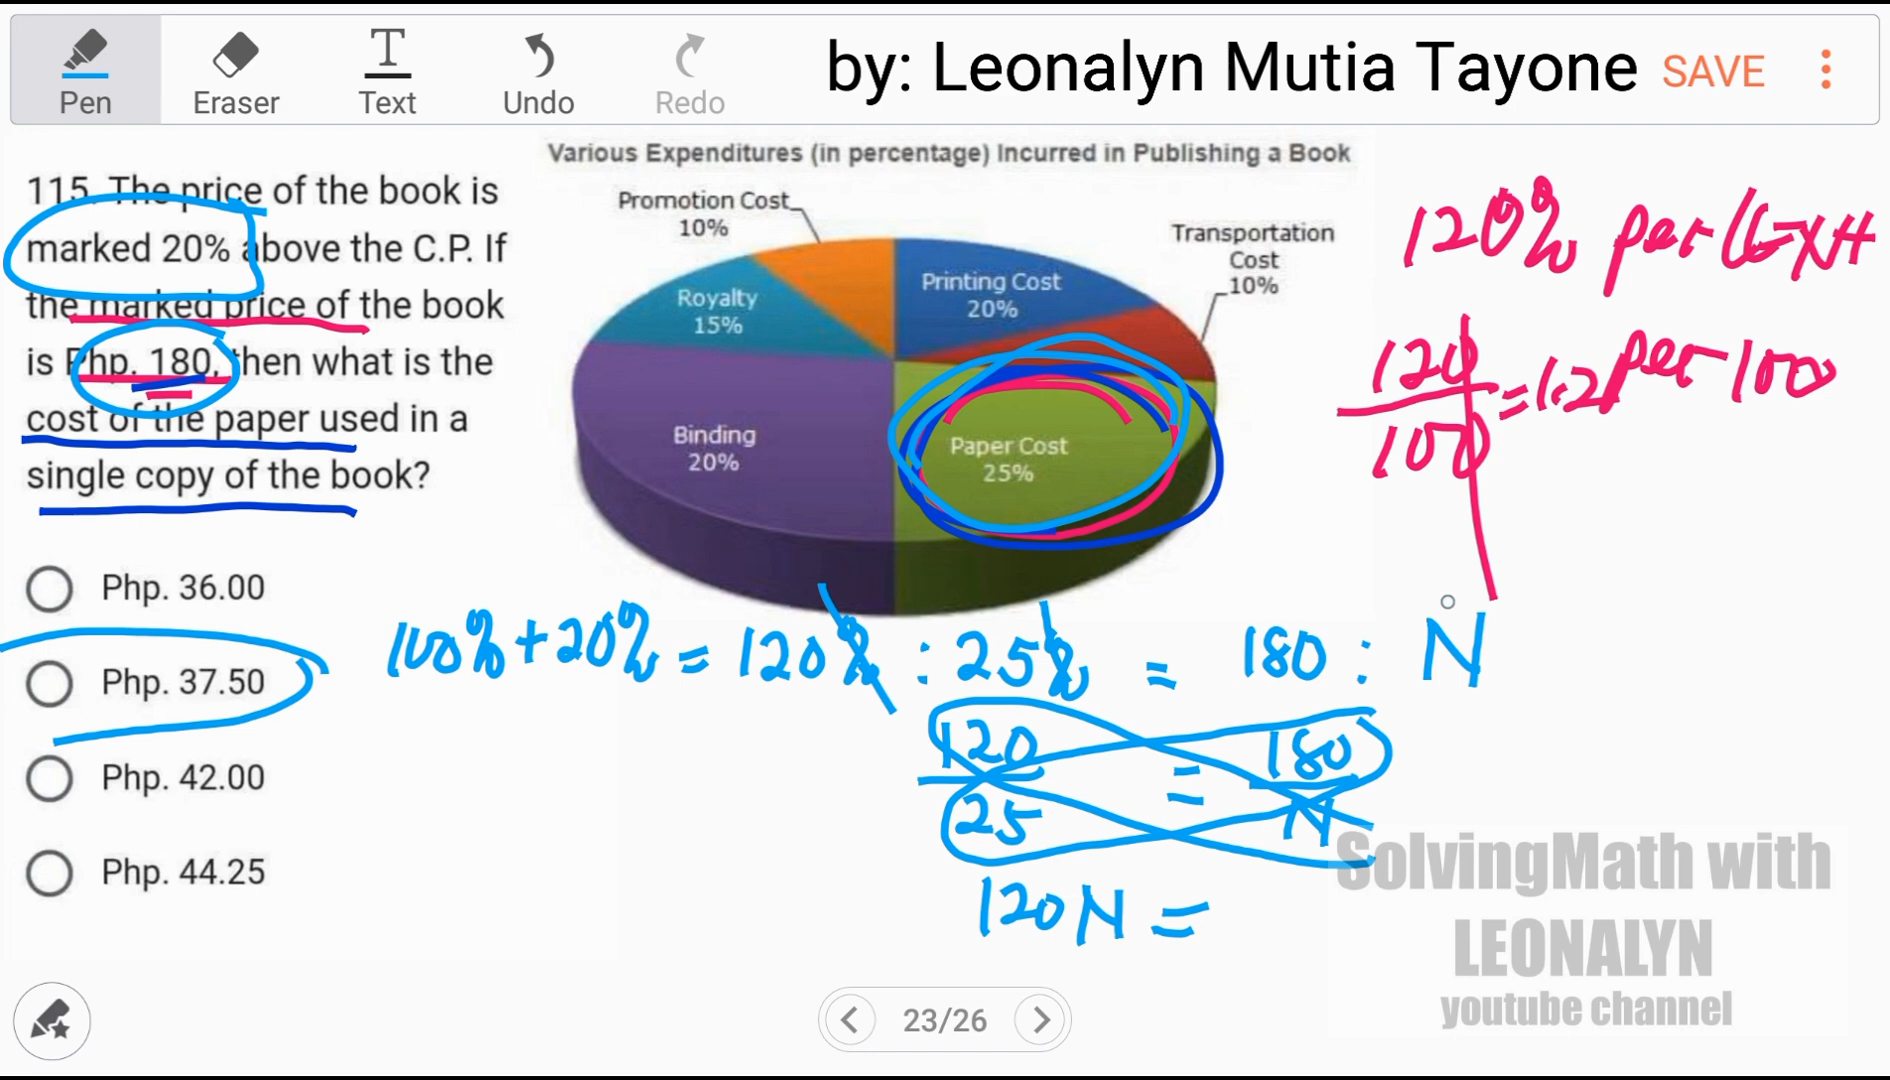 Pen
Eraser
Text
Undo
Redo
by: Leonalyn Mutia Tayone
SAVE
Various Expenditures (in percentage) Incurred in Publishing a Book
115. The price of the book is
marked 20% above the C.P. If
the marked price of the book
is Php. 180, then what is the
cost of the paper used in a
single copy of the book?
Promotion Cost
10%
Transportation
Cost
10%
Printing Cost
20%
Royalty
15%
Binding
20%
Paper Cost
25%
120% per
120
100
=1.2
per 100
Php. 36.00
Php. 37.50
Php. 42.00
Php. 44.25
100%+20% = 120% : 25% = 180 : N
120
25
=
180
N
120N =
SolvingMath with
LEONALYN
youtube channel
23/26